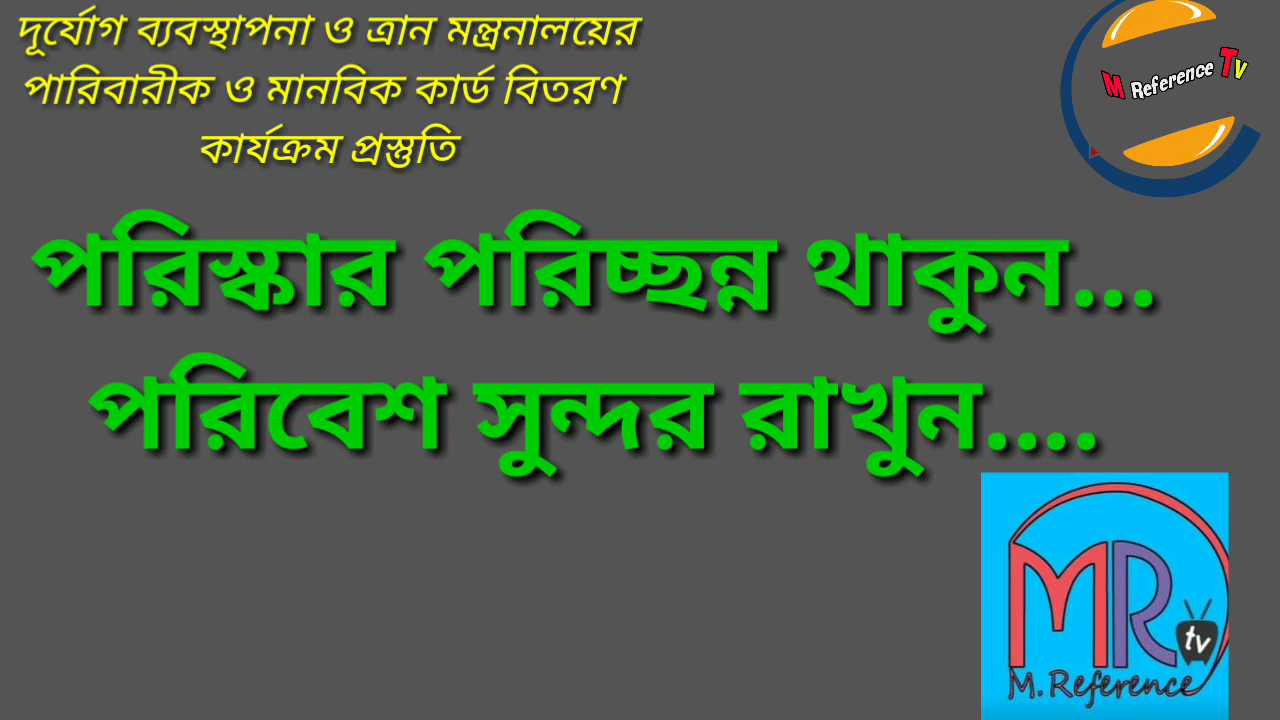 দূর্যোগ ব্যবস্থাপনা ও ত্রান মন্ত্রনালয়ের
পারিবারীক ও মানবিক কার্ড বিতরণ
কার্যক্রম প্রস্তুতি
M Reference Tv
পরিস্কার পরিচ্ছন্ন থাকুন...
পরিবেশ সুন্দর রাখুন....
MR
tv
M.Reference